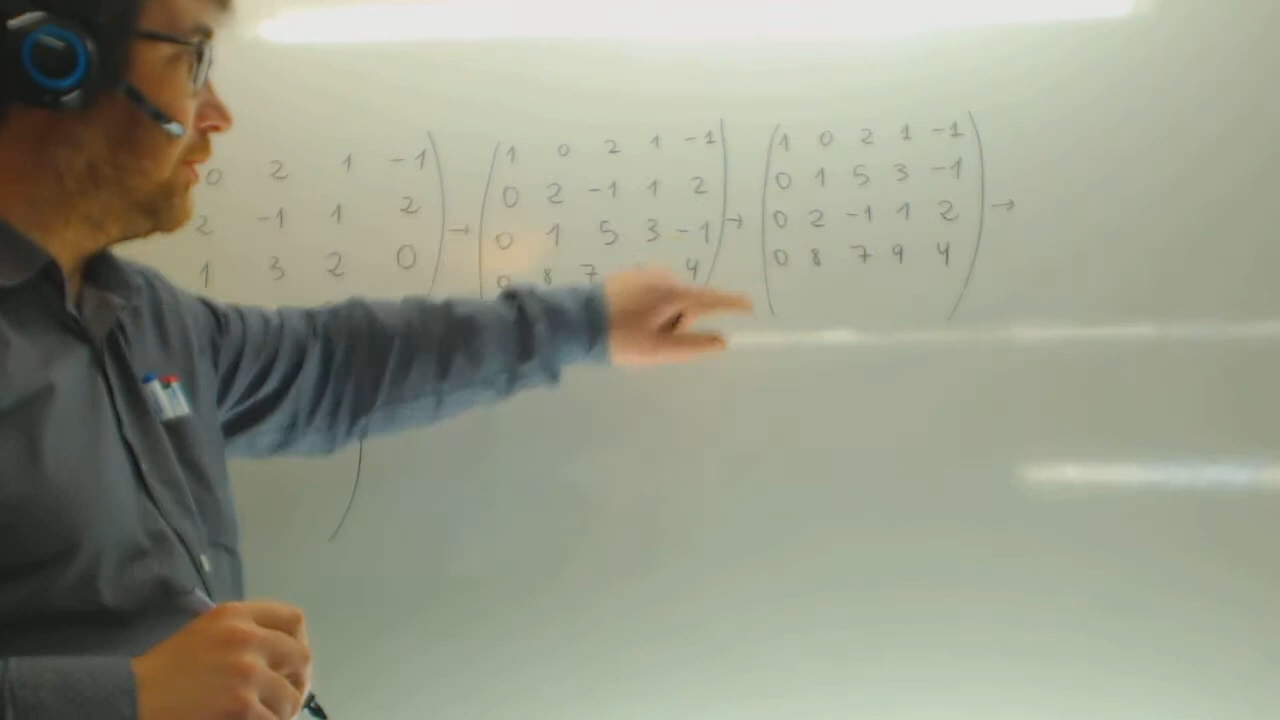 0 2 1 -1
2 -1 1 2
1 3 2 0
→
1 0 2 1 -1
0 2 -1 1 2
0 1 5 3 -1
0 8 7 4
→
1 0 2 1 -1
0 1 5 3 -1
0 2 -1 1 2
0 8 7 9 4
→